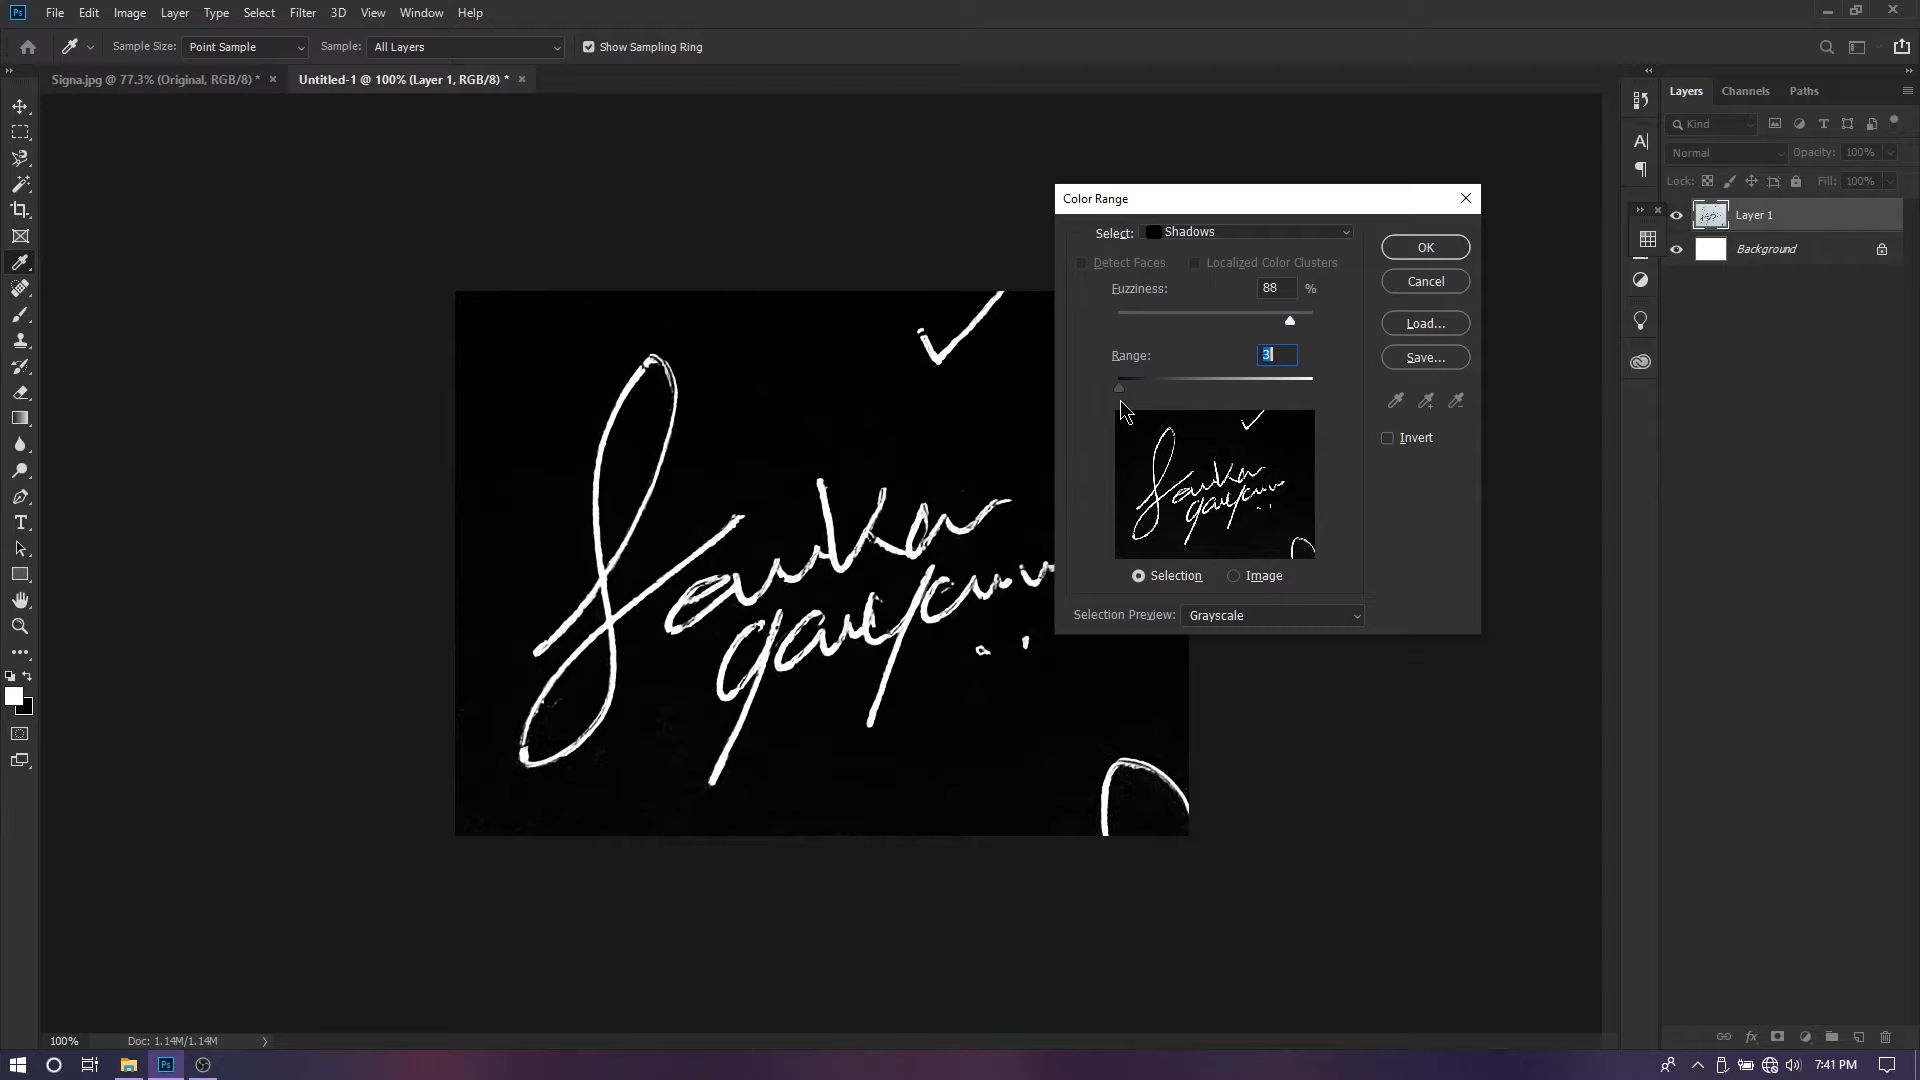 Ps File Edit Image Layer Type Select Filter 3D View Window Help
Sample Size: Point Sample Sample: All Layers Show Sampling Ring
Signa.jpg @ 77.3% (Original, RGB/8) * × Untitled-1 @ 100% (Layer 1, RGB/8) * ×
Layers Channels Paths
Kind
Normal Opacity: 100%
Lock: Fill: 100%
Layer 1
Background
Color Range
Select: Shadows
OK
Detect Faces Localized Color Clusters
Cancel
Fuzziness: 88 %
Load...
Range: 3
Save...
Invert
Selection Image
Selection Preview: Grayscale
100% Doc: 1.14M/1.14M
Ps 7:41 PM